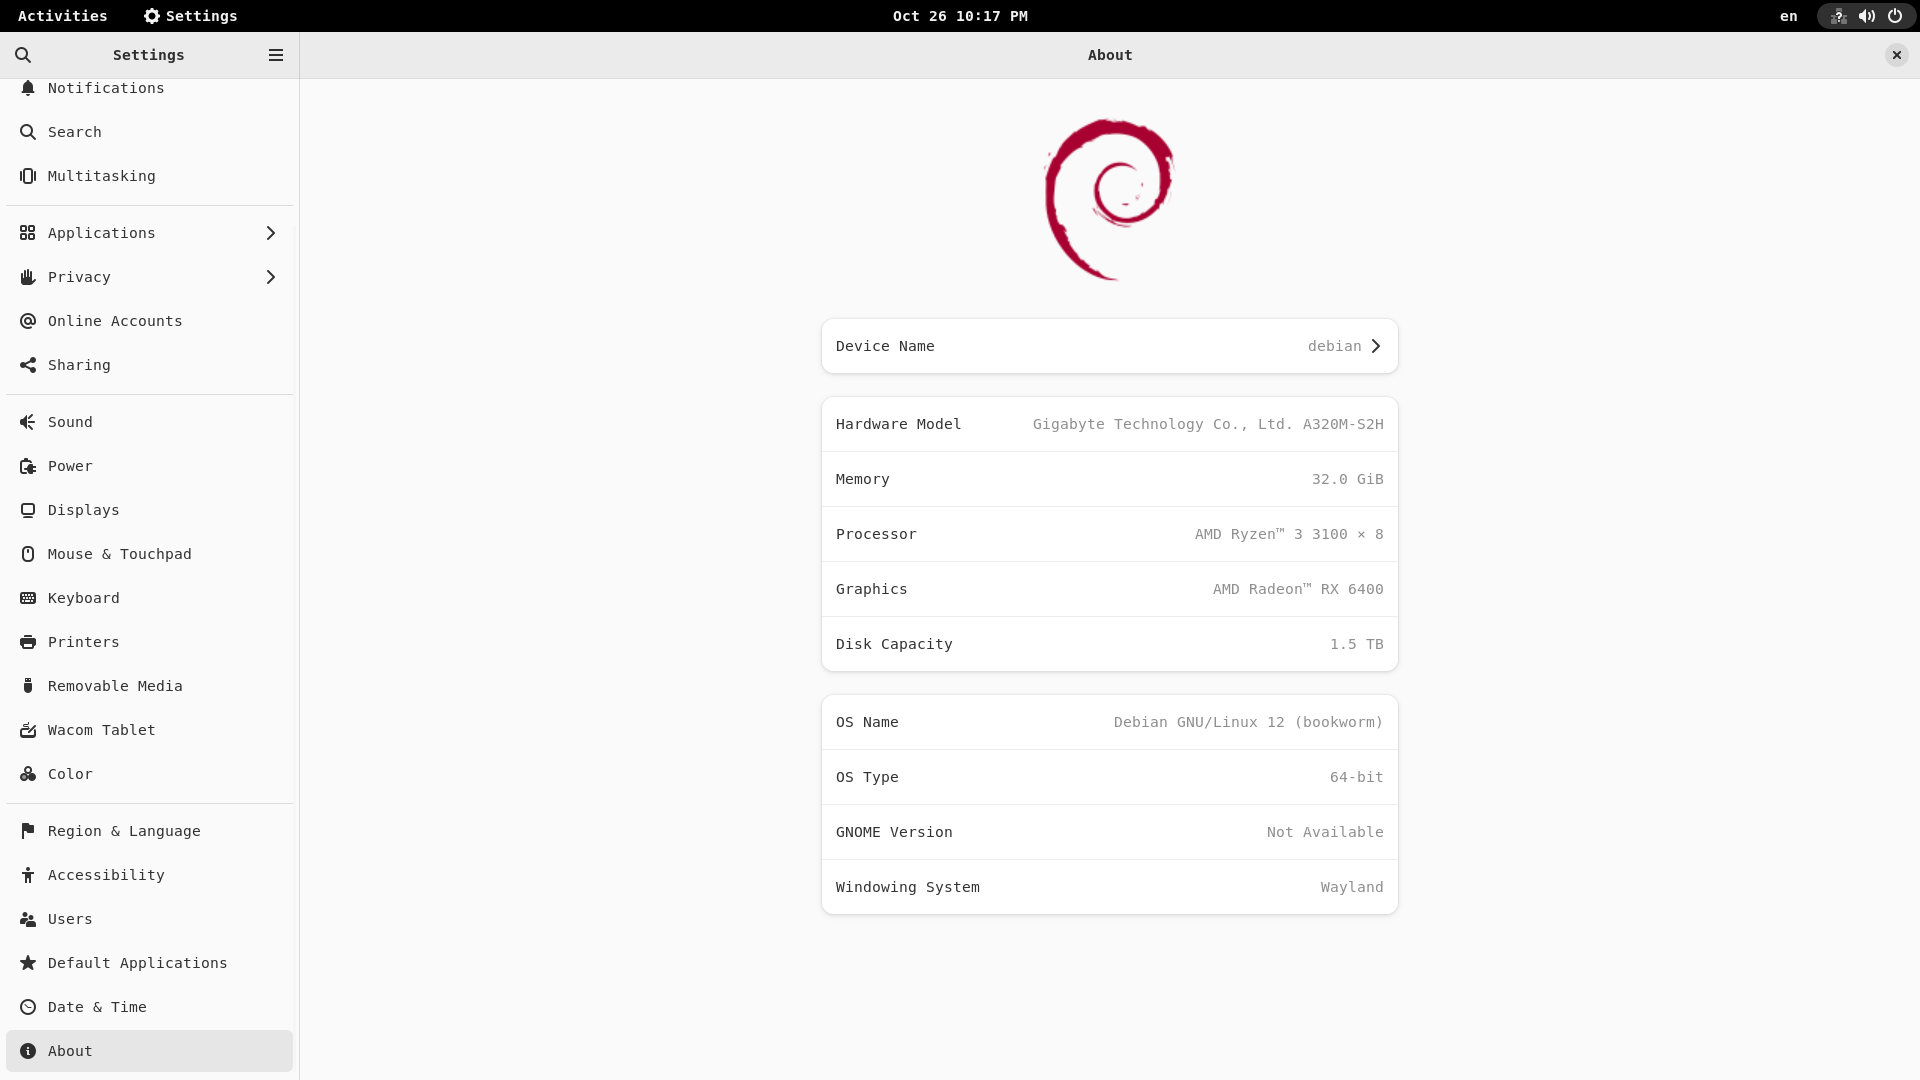 Activities Settings Oct 26 10:17 PM en
Settings
About
Notifications
Search
Multitasking
Applications
Privacy
Online Accounts
Sharing
Sound
Power
Displays
Mouse & Touchpad
Keyboard
Printers
Removable Media
Wacom Tablet
Color
Region & Language
Accessibility
Users
Default Applications
Date & Time
About
Device Name debian
Hardware Model Gigabyte Technology Co., Ltd. A320M-S2H
Memory 32.0 GiB
Processor AMD Ryzen™ 3 3100 × 8
Graphics AMD Radeon™ RX 6400
Disk Capacity 1.5 TB
OS Name Debian GNU/Linux 12 (bookworm)
OS Type 64-bit
GNOME Version Not Available
Windowing System Wayland